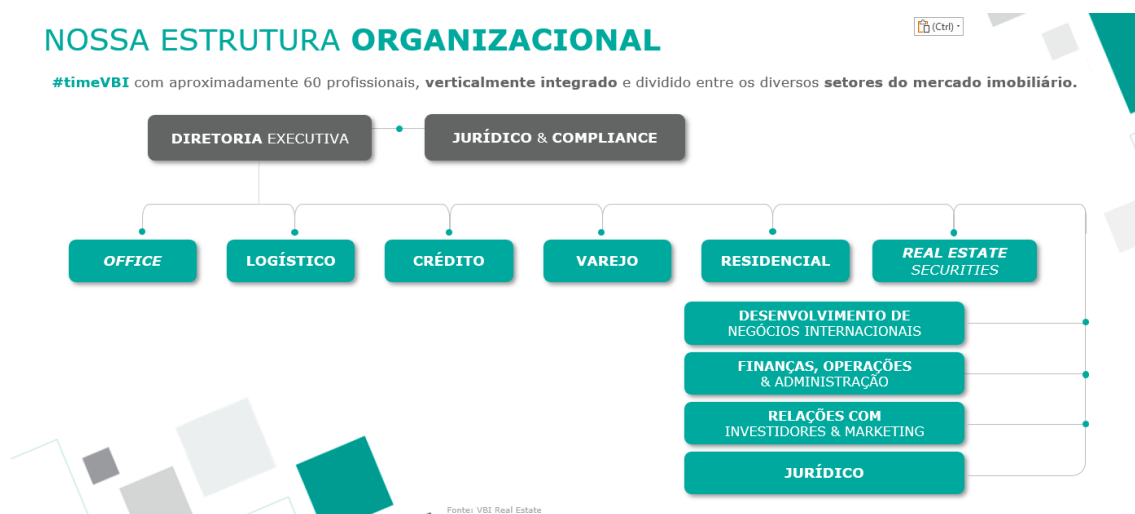 NOSSA ESTRUTURA ORGANIZACIONAL
(Ctrl)
#timeVBI com aproximadamente 60 profissionais, verticalmente integrado e dividido entre os diversos setores do mercado imobiliário.
DIRETORIA EXECUTIVA
JURÍDICO & COMPLIANCE
OFFICE
LOGÍSTICO
CRÉDITO
VAREJO
RESIDENCIAL
REAL ESTATE
SECURITIES
DESENVOLVIMENTO DE
NEGÓCIOS INTERNACIONAIS
FINANÇAS, OPERAÇÕES
& ADMINISTRAÇÃO
RELAÇÕES COM
INVESTIDORES & MARKETING
JURÍDICO
Fonte: VBI Real Estate